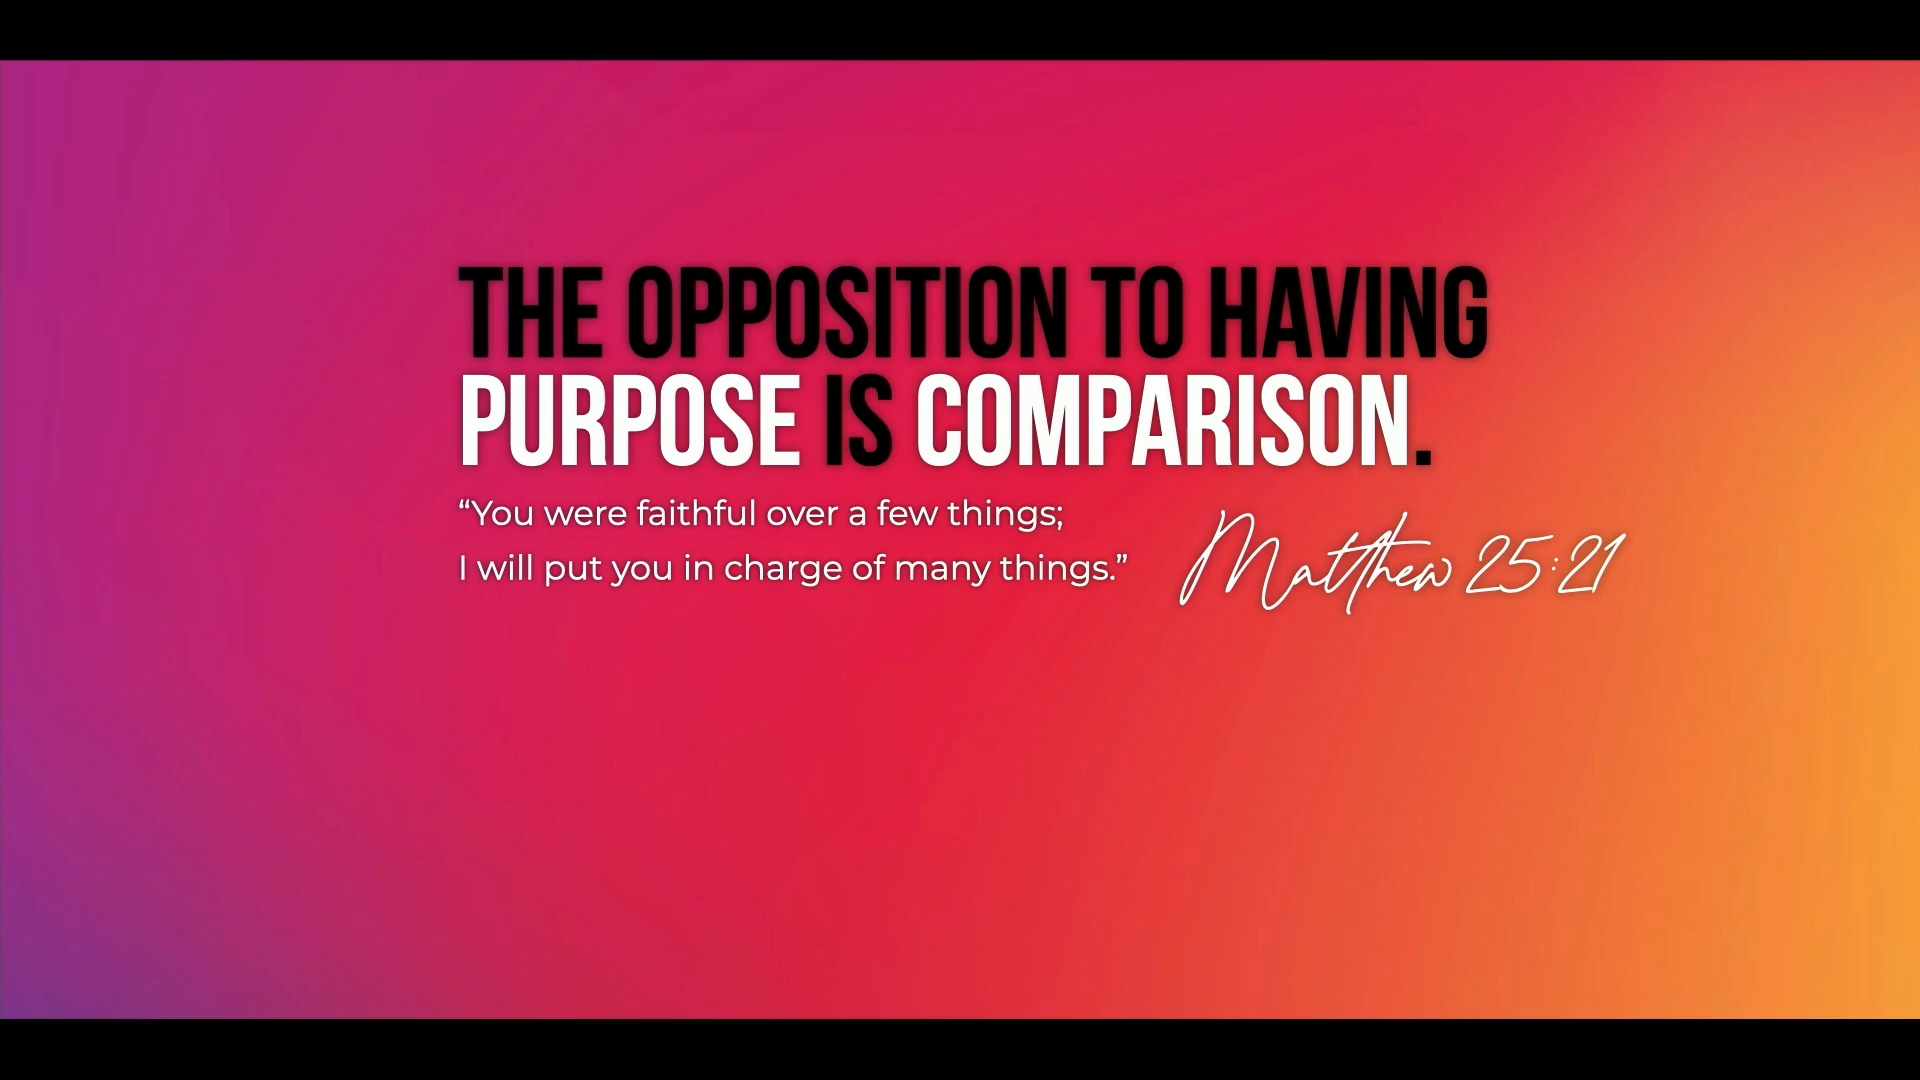 THE OPPOSITION TO HAVING
PURPOSE IS COMPARISON.
“You were faithful over a few things;
I will put you in charge of many things.”
Matthew 25:21